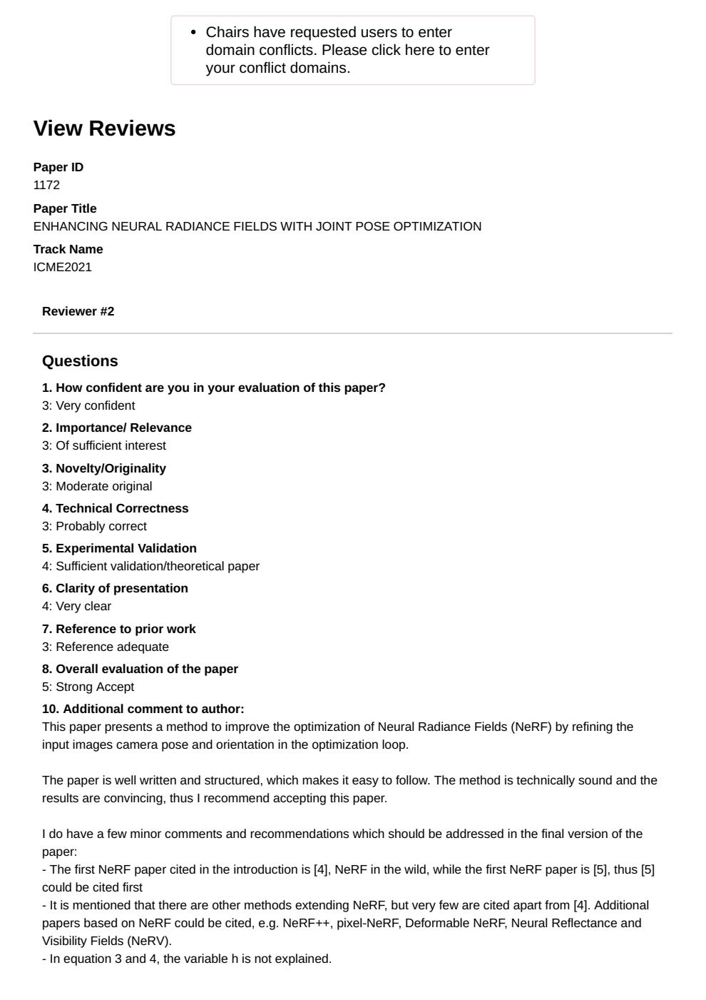 • Chairs have requested users to enter
domain conflicts. Please click here to enter
your conflict domains.
View Reviews
Paper ID
1172
Paper Title
ENHANCING NEURAL RADIANCE FIELDS WITH JOINT POSE OPTIMIZATION
Track Name
ICME2021
Reviewer #2
Questions
1. How confident are you in your evaluation of this paper?
3: Very confident
2. Importance/ Relevance
3: Of sufficient interest
3. Novelty/Originality
3: Moderate original
4. Technical Correctness
3: Probably correct
5. Experimental Validation
4: Sufficient validation/theoretical paper
6. Clarity of presentation
4: Very clear
7. Reference to prior work
3: Reference adequate
8. Overall evaluation of the paper
5: Strong Accept
10. Additional comment to author:
This paper presents a method to improve the optimization of Neural Radiance Fields (NeRF) by refining the
input images camera pose and orientation in the optimization loop.
The paper is well written and structured, which makes it easy to follow. The method is technically sound and the
results are convincing, thus I recommend accepting this paper.
I do have a few minor comments and recommendations which should be addressed in the final version of the
paper:
- The first NeRF paper cited in the introduction is [4], NeRF in the wild, while the first NeRF paper is [5], thus [5]
could be cited first
- It is mentioned that there are other methods extending NeRF, but very few are cited apart from [4]. Additional
papers based on NeRF could be cited, e.g. NeRF++, pixel-NeRF, Deformable NeRF, Neural Reflectance and
Visibility Fields (NeRV).
- In equation 3 and 4, the variable h is not explained.